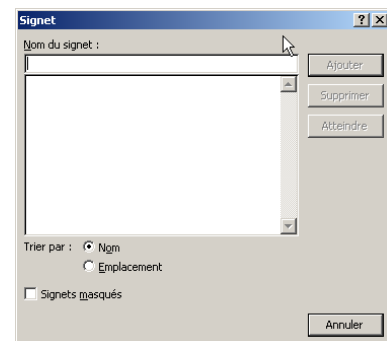 Signet
Nom du signet :
Ajouter
Supprimer
Atteindre
Trier par : Nom
Emplacement
Signets masqués
Annuler